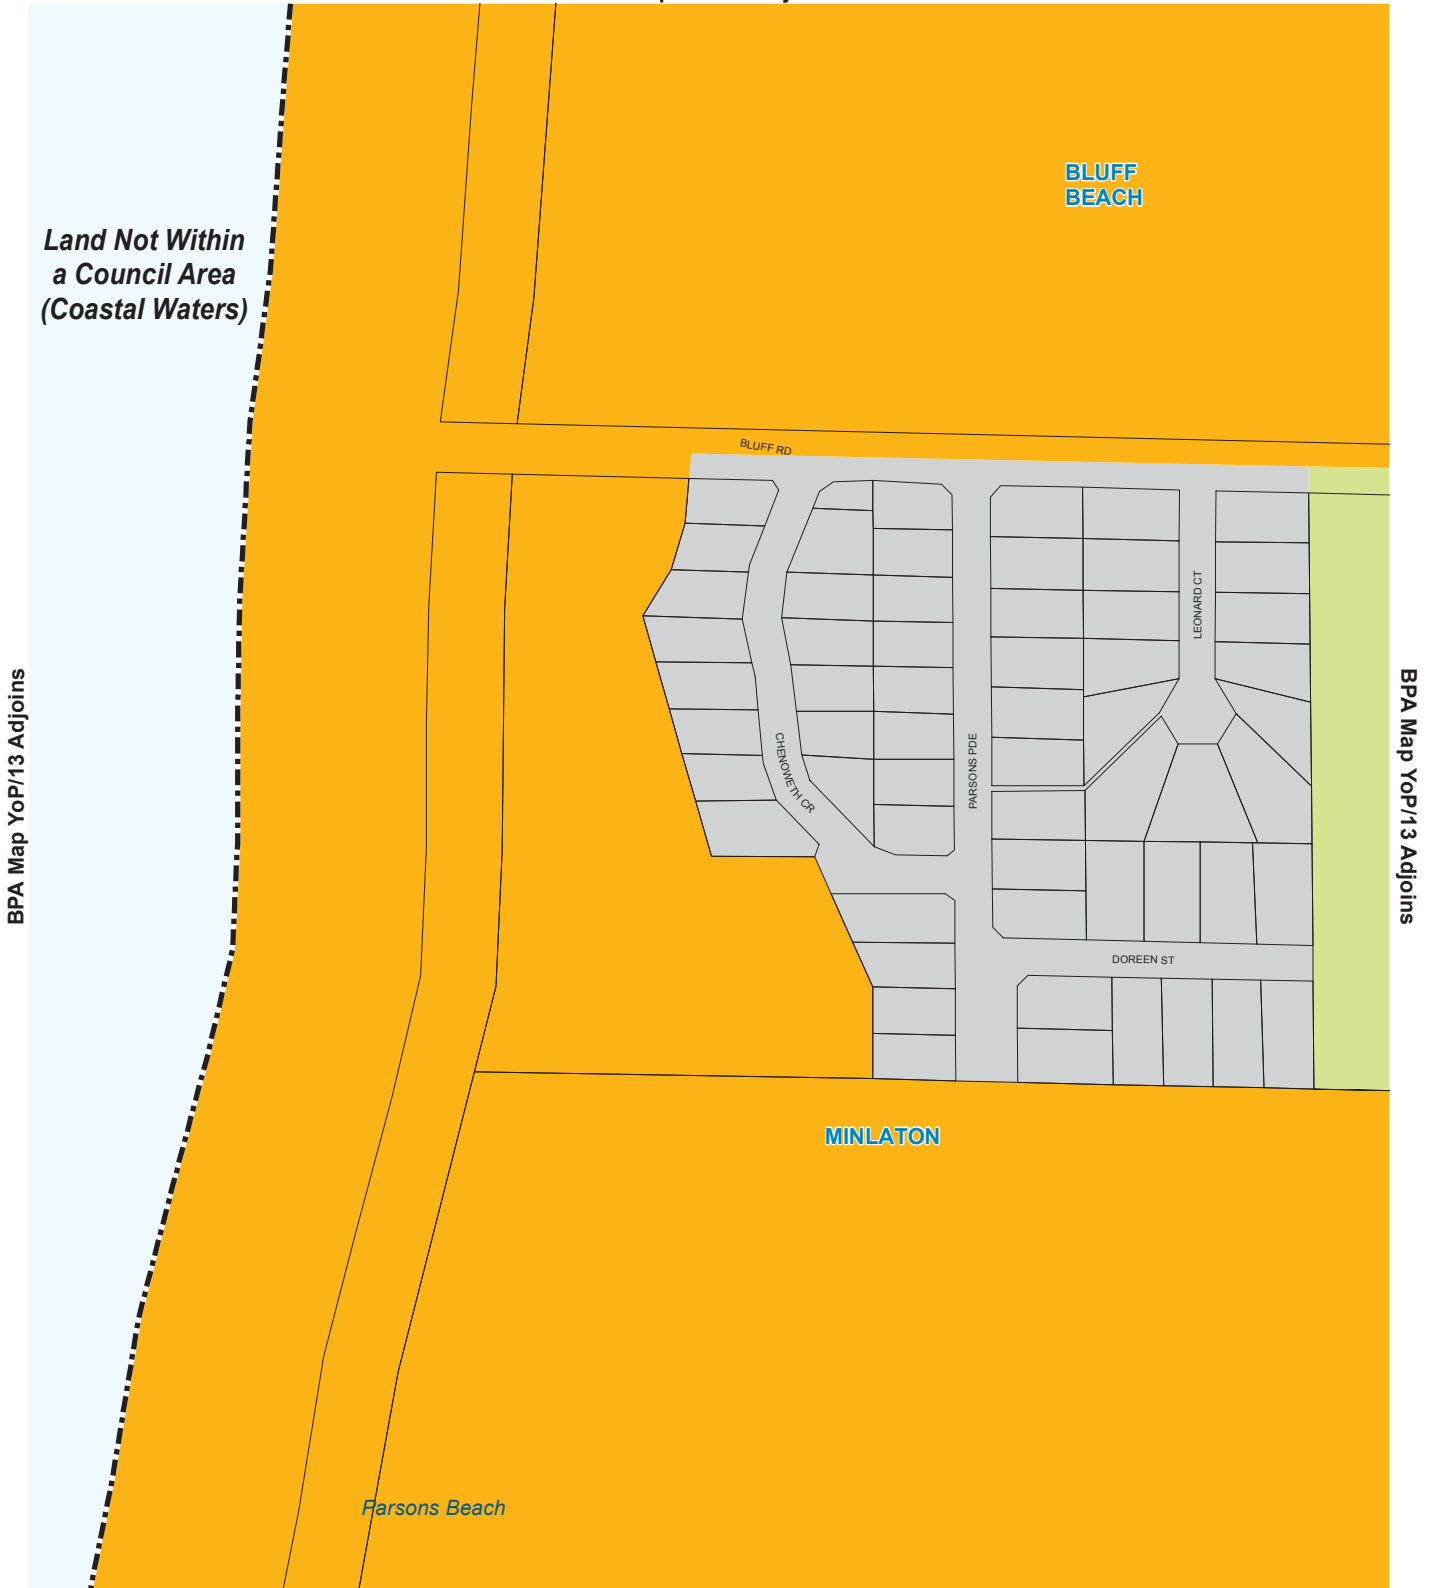 BLUFF
BEACH
Land Not Within
a Council Area
(Coastal Waters)
BLUFF RD
LEONARD CT
BPA Map YoP/13 Adjoins
BPA Map YoP/13 Adjoins
CHENOWETH CR
PARSONS PDE
DOREEN ST
MINLATON
Parsons Beach